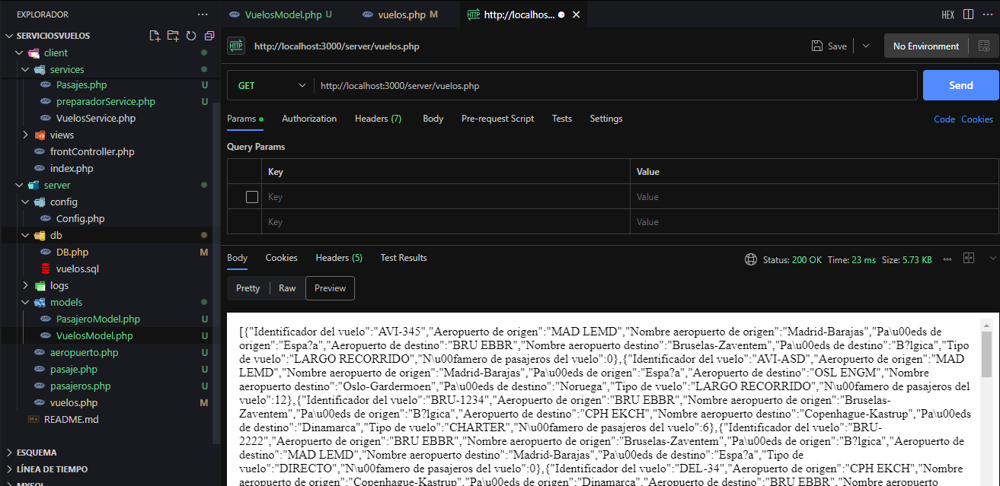 EXPLORADOR
SERVICIOSVUELOS
client
services
Pasajes.php U
preparadorService.php U
VuelosService.php
views
frontController.php
index.php
server
config
Config.php
db
DB.php M
vuelos.sql
logs
models
PasajeroModel.php U
VuelosModel.php U
aeropuerto.php U
pasaje.php U
pasajeros.php U
vuelos.php M
README.md
ESQUEMA
LÍNEA DE TIEMPO
MYSQL
VuelosModel.php U vuelos.php M HTTP http://localhos... HEX
HTTP http://localhost:3000/server/vuelos.php Save No Environment
GET http://localhost:3000/server/vuelos.php Send
Params Authorization Headers (7) Body Pre-request Script Tests Settings Code Cookies
Query Params
Key Value
Key Value
Key Value
Body Cookies Headers (5) Test Results Status: 200 OK Time: 23 ms Size: 5.73 KB
Pretty Raw Preview
[{"Identificador del vuelo":"AVI-345","Aeropuerto de origen":"MAD LEMD","Nombre aeropuerto de origen":"Madrid-Barajas","Pa\u00eds de
origen":"Espa?a","Aeropuerto de destino":"BRU EBBR","Nombre aeropuerto de destino":"Bruselas-Zaventem","Pa\u00eds de destino":"B?lgica","Tipo
de vuelo":"LARGO RECORRIDO","N\u00famero de pasajeros del vuelo":0},{"Identificador del vuelo":"AVI-ASD","Aeropuerto de origen":"MAD
LEMD","Nombre aeropuerto de origen":"Madrid-Barajas","Pa\u00eds de origen":"Espa?a","Aeropuerto de destino":"OSL ENGM","Nombre
aeropuerto de destino":"Oslo-Gardermoen","Pa\u00eds de destino":"Noruega","Tipo de vuelo":"LARGO RECORRIDO","N\u00famero de pasajeros del
vuelo":12},{"Identificador del vuelo":"BRU-1234","Aeropuerto de origen":"BRU EBBR","Nombre aeropuerto de origen":"Bruselas-
Zaventem","Pa\u00eds de origen":"B?lgica","Aeropuerto de destino":"CPH EKCH","Nombre aeropuerto de destino":"Copenhague-Kastrup","Pa\u00eds de
destino":"Dinamarca","Tipo de vuelo":"CHARTER","N\u00famero de pasajeros del vuelo":6},{"Identificador del vuelo":"BRU-
2222","Aeropuerto de origen":"BRU EBBR","Nombre aeropuerto de origen":"Bruselas-Zaventem","Pa\u00eds de origen":"B?lgica","Aeropuerto de
destino":"MAD LEMD","Nombre aeropuerto de destino":"Madrid-Barajas","Pa\u00eds de destino":"Espa?a","Tipo de
vuelo":"DIRECTO","N\u00famero de pasajeros del vuelo":0},{"Identificador del vuelo":"DEL-34","Aeropuerto de origen":"CPH EKCH","Nombre
aeropuerto de origen":"Copenhague-Kastrup","Pa\u00eds de origen":"Dinamarca","Aeropuerto de destino":"BRU EBBR","Nombre aeropuerto